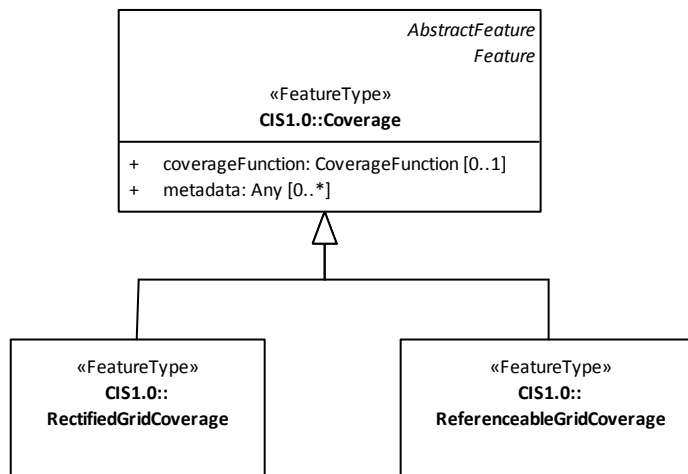 AbstractFeature
Feature
«FeatureType»
CIS1.0::Coverage
+ coverageFunction: CoverageFunction [0..1]
+ metadata: Any [0..*]
«FeatureType»
CIS1.0::
RectifiedGridCoverage
«FeatureType»
CIS1.0::
ReferenceableGridCoverage